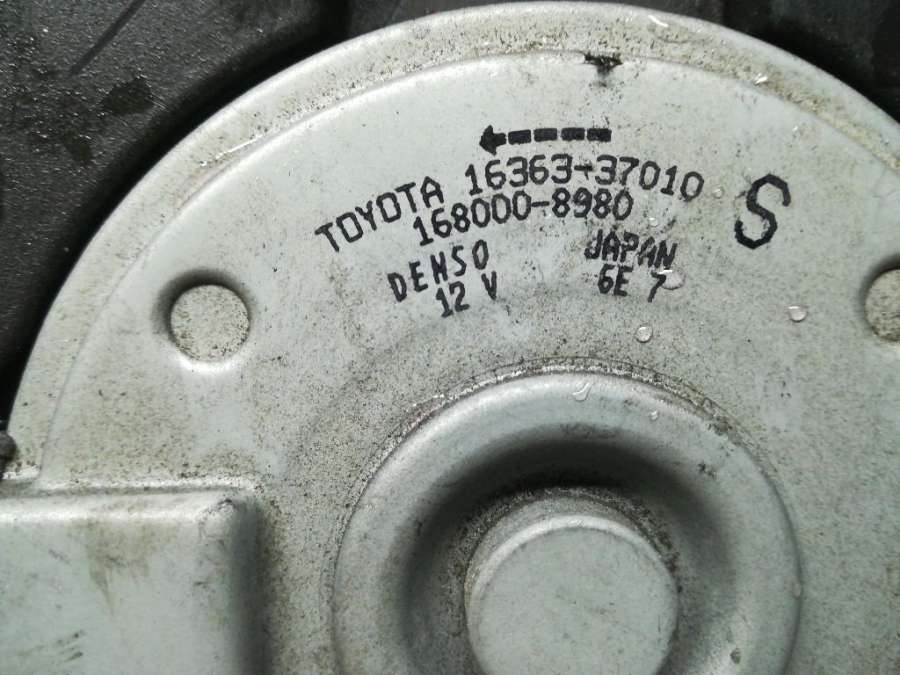 TOYOTA 16363-37010
168000-8980
S
DENSO JAPAN
12 V 6E 7